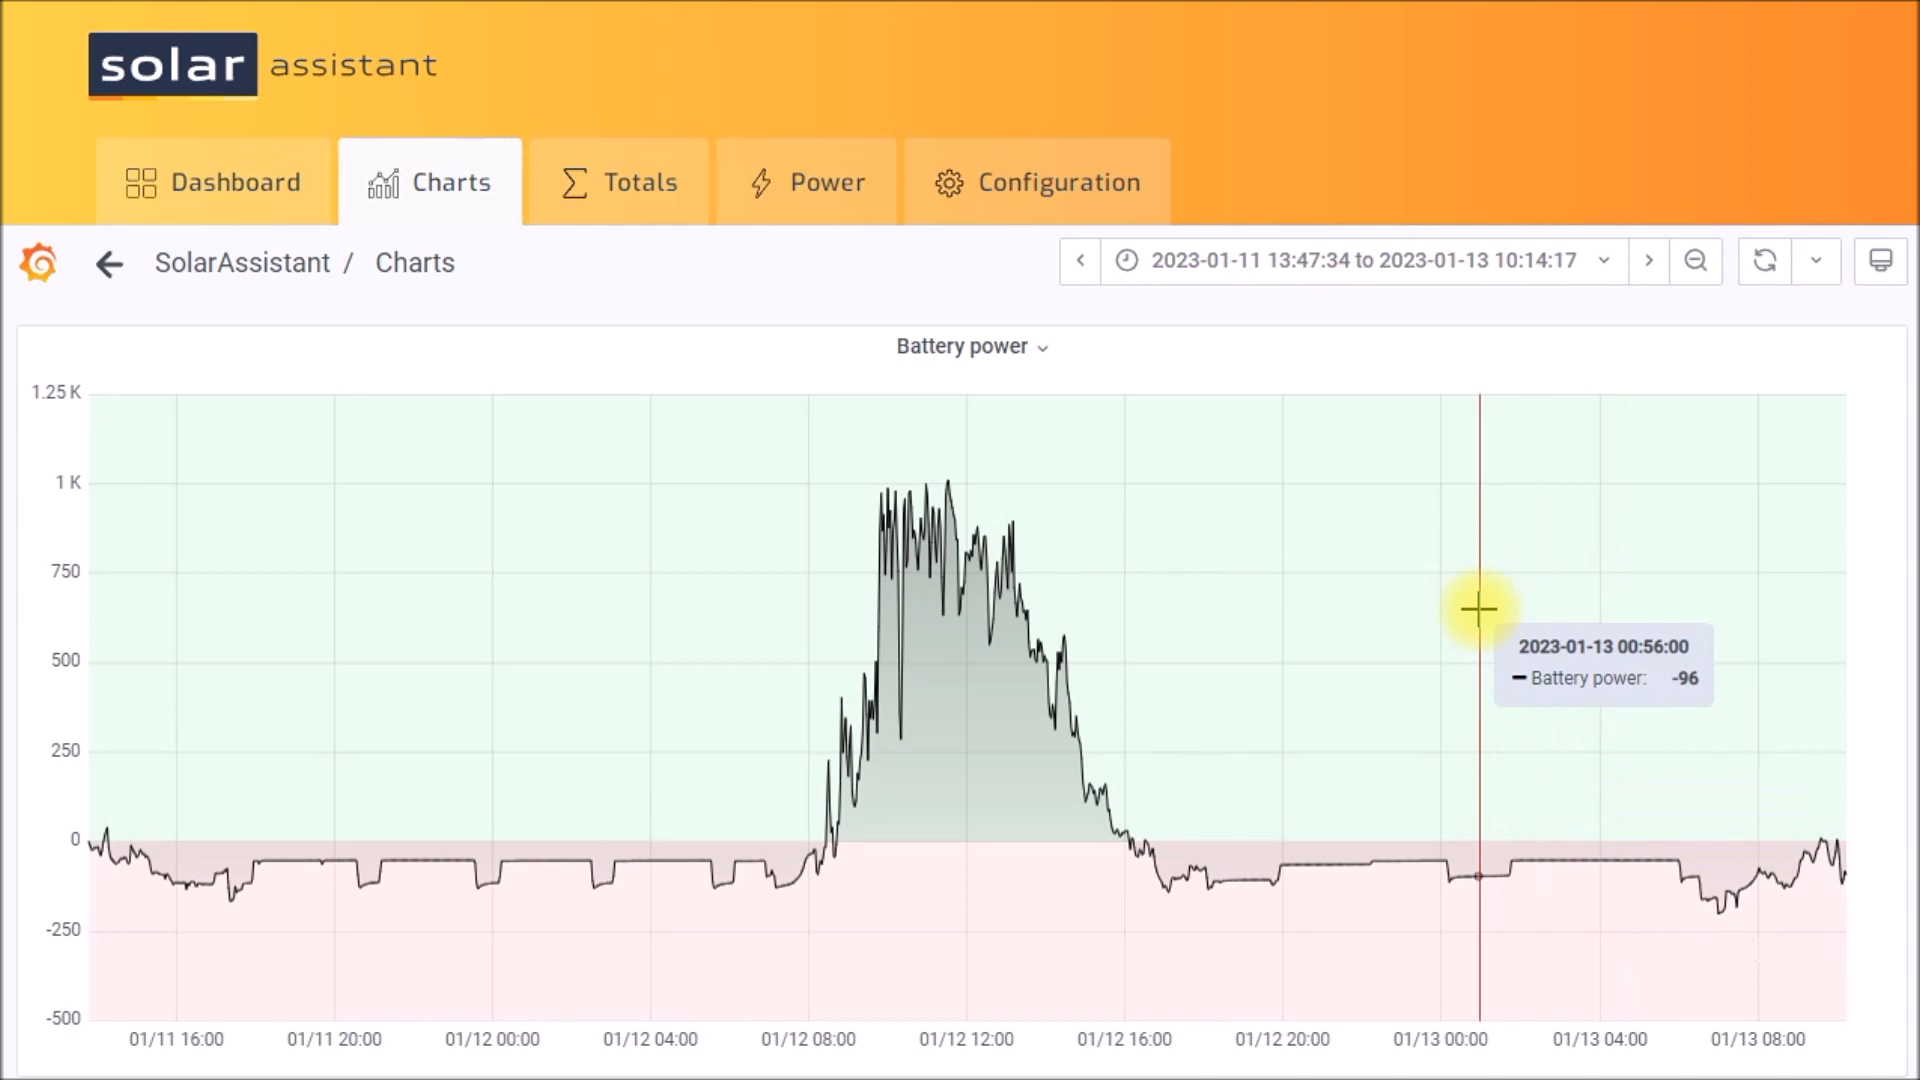 solar assistant
Dashboard Charts Totals Power Configuration
SolarAssistant / Charts 2023-01-11 13:47:34 to 2023-01-13 10:14:17
Battery power
1.25 K
1 K
750
500
250
0
-250
-500
2023-01-13 00:56:00
Battery power: -96
01/11 16:00 01/11 20:00 01/12 00:00 01/12 04:00 01/12 08:00 01/12 12:00 01/12 16:00 01/12 20:00 01/13 00:00 01/13 04:00 01/13 08:00